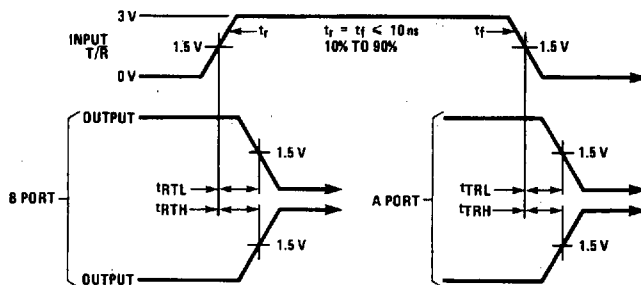 3 V
INPUT
T/R̅
1.5 V
0 V
tr
tr = tf ≤ 10 ns
10% TO 90%
tf
1.5 V
B PORT
OUTPUT
1.5 V
tRTL
tRTH
1.5 V
OUTPUT
A PORT
1.5 V
tTRL
tTRH
1.5 V